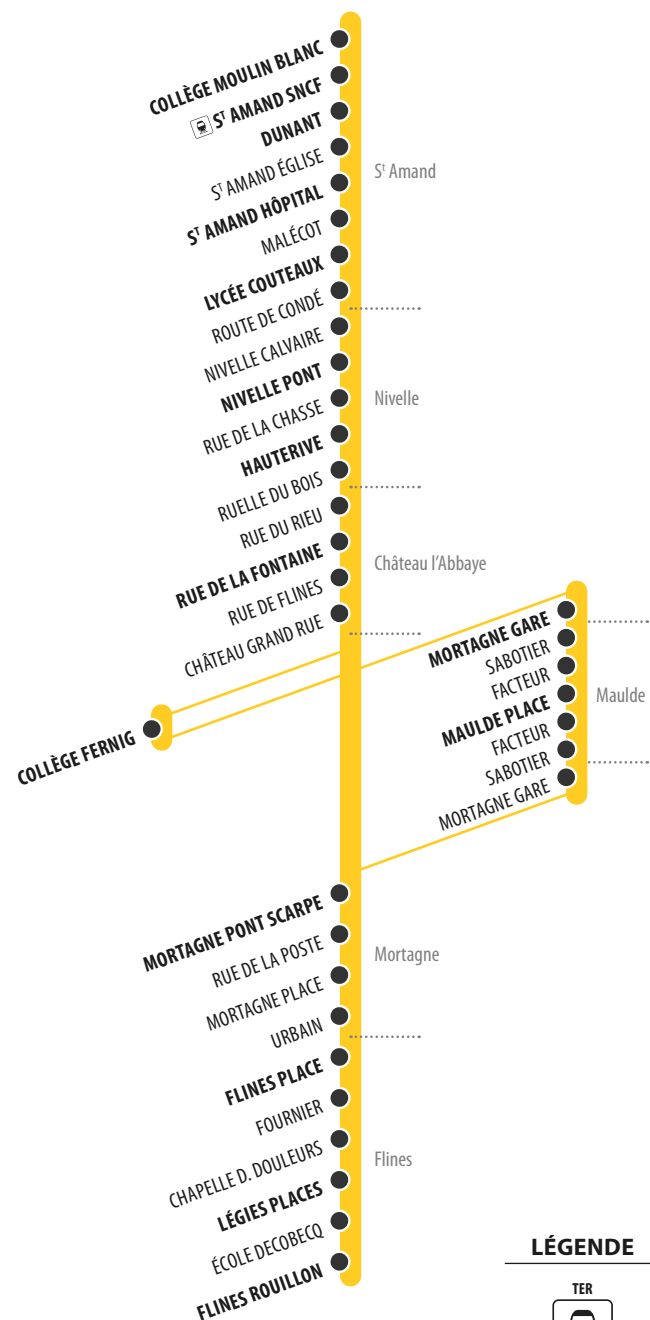 COLLÈGE MOULIN BLANC
Sᵀ AMAND SNCF
DUNANT
Sᵀ AMAND ÉGLISE
Sᵀ AMAND HÔPITAL
MALÉCOT
LYCÉE COUTEAUX
ROUTE DE CONDÉ
Sᵗ Amand
NIVELLE CALVAIRE
NIVELLE PONT
RUE DE LA CHASSE
HAUTERIVE
RUELLE DU BOIS
Nivelle
RUE DU RIEU
RUE DE LA FONTAINE
RUE DE FLINES
CHÂTEAU GRAND RUE
Château l'Abbaye
COLLÈGE FERNIG
MORTAGNE GARE
SABOTIER
FACTEUR
MAULDE PLACE
FACTEUR
SABOTIER
MORTAGNE GARE
Maulde
MORTAGNE PONT SCARPE
RUE DE LA POSTE
MORTAGNE PLACE
URBAIN
Mortagne
FLINES PLACE
FOURNIER
CHAPELLE D. DOULEURS
LÉGIES PLACES
ÉCOLE DECOBECQ
FLINES ROUILLON
Flines
LÉGENDE
TER